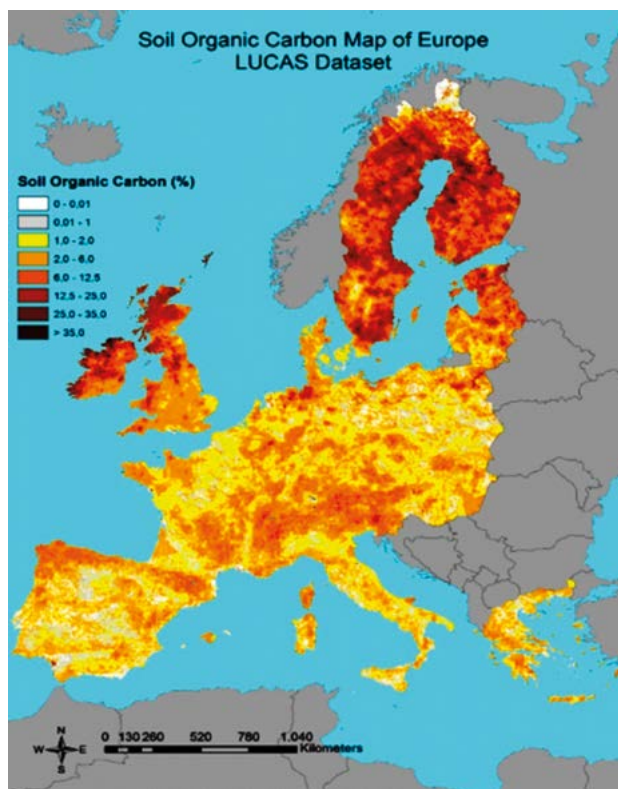 Soil Organic Carbon Map of Europe
LUCAS Dataset
Soil Organic Carbon (%)
0 - 0,01
0,01 - 1
1,0 - 2,0
2,0 - 6,0
6,0 - 12,5
12,5 - 25,0
25,0 - 35,0
> 35,0
N
W E
S
0 130 260 520 780 1.040
Kilometers